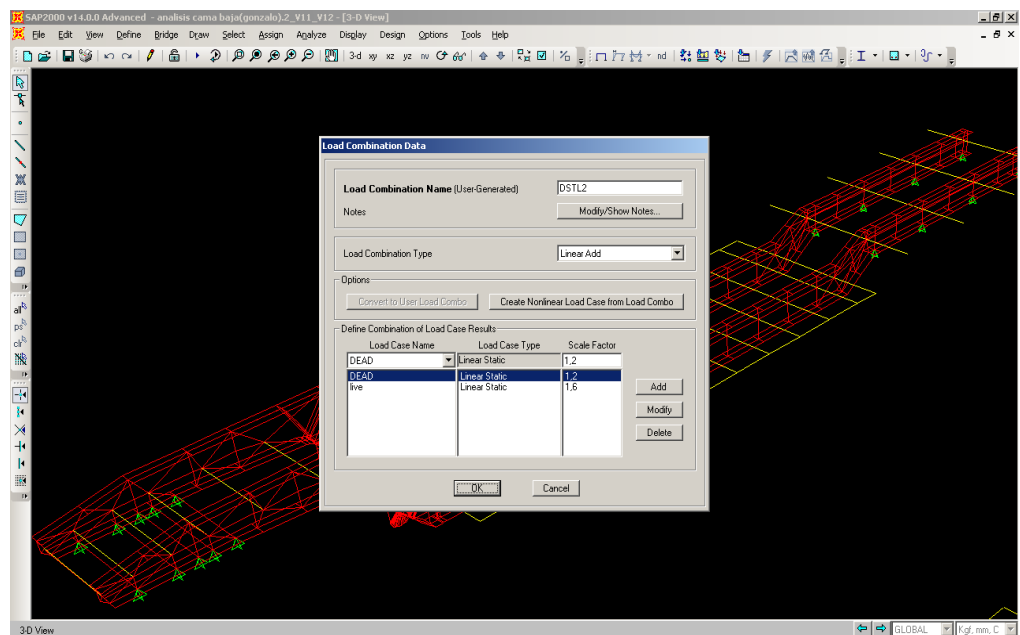 SAP2000 v14.0.0 Advanced - analisis cama baja(gonzalo).2_V11_V12 - [3-D View]
File Edit View Define Bridge Draw Select Assign Analyze Display Design Options Tools Help
3-d xy xz yz nv nd
Load Combination Data
Load Combination Name (User-Generated) DSTL2
Notes Modify/Show Notes...
Load Combination Type Linear Add
Options
Convert to User Load Combo Create Nonlinear Load Case from Load Combo
Define Combination of Load Case Results
Load Case Name Load Case Type Scale Factor
DEAD Linear Static 1,2
DEAD Linear Static 1,2
live Linear Static 1,6
Add
Modify
Delete
OK Cancel
all
ps
clr
3-D View GLOBAL Kgf, mm, C